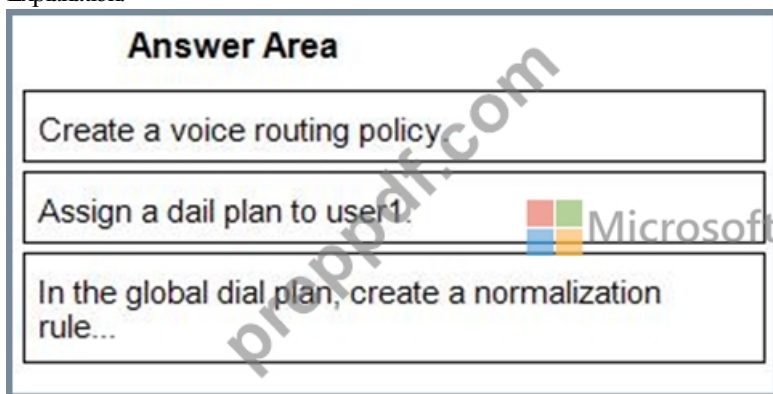 Answer Area
Create a voice routing policy.
Assign a dail plan to user1.
Microsoft
In the global dial plan, create a normalization
rule...
preppdf.com